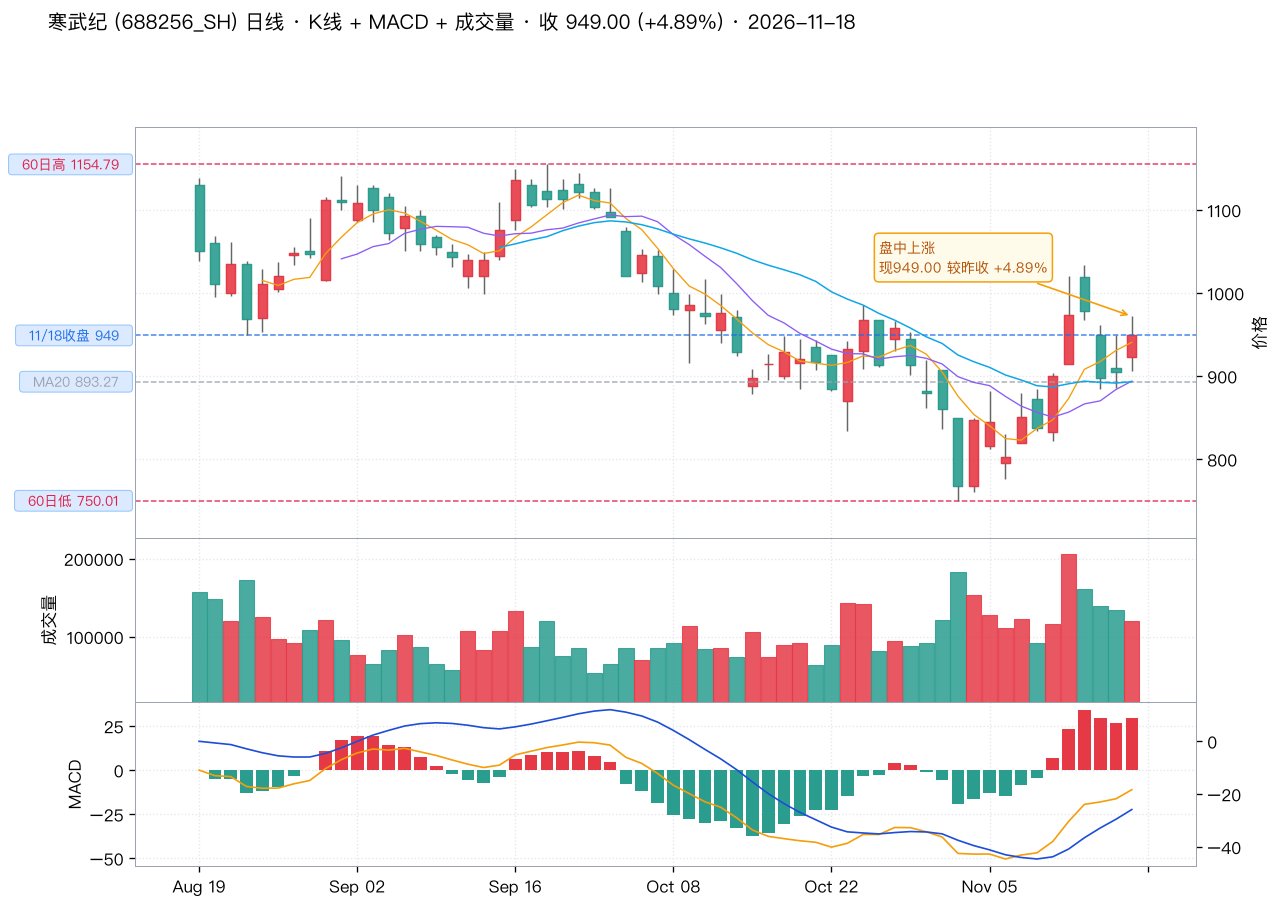 寒武纪 (688256_SH) 日线 · K线 + MACD + 成交量 · 收 949.00 (+4.89%) · 2026−11−18
60日高 1154.79
11/18收盘 949
MA20 893.27
60日低 750.01
盘中上涨
现949.00 较昨收 +4.89%
1100
1000
900
800
价格
200000
100000
成交量
25
0
−25
−50
MACD
0
−20
−40
Aug 19
Sep 02
Sep 16
Oct 08
Oct 22
Nov 05